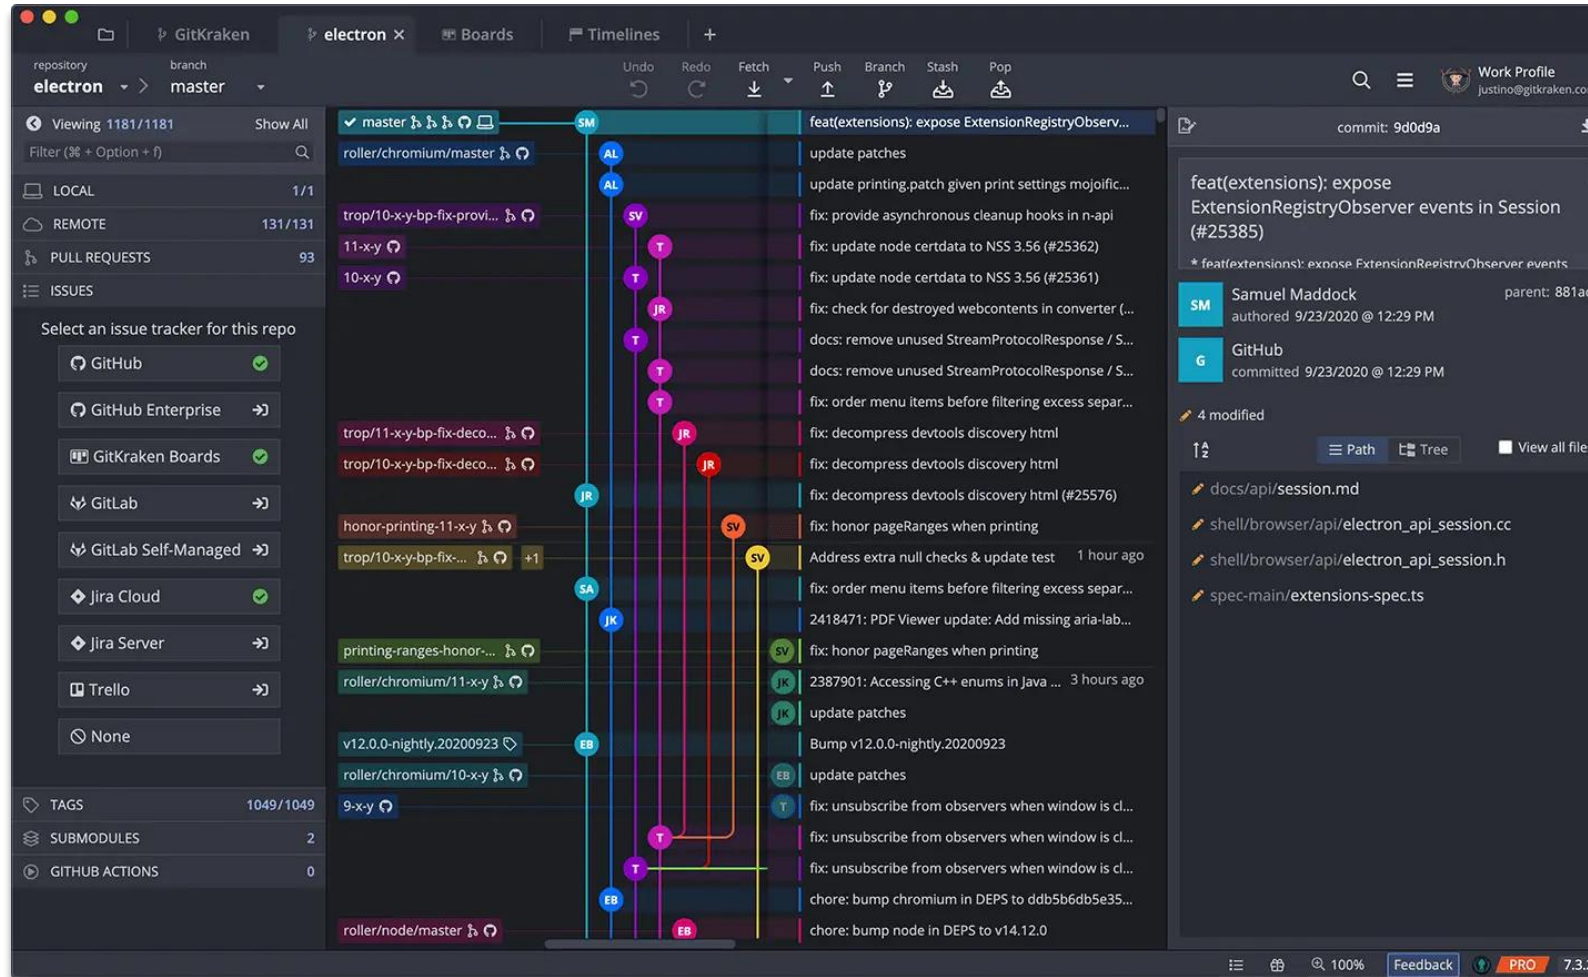 GitKraken
electron
Boards
Timelines
repository
electron
branch
master
Undo
Redo
Fetch
Push
Branch
Stash
Pop
Work Profile
justino@gitkraken.co
Viewing 1181/1181
Show All
Filter (⌘ + Option + f)
LOCAL 1/1
REMOTE 131/131
PULL REQUESTS 93
ISSUES
Select an issue tracker for this repo
GitHub
GitHub Enterprise
GitKraken Boards
GitLab
GitLab Self-Managed
Jira Cloud
Jira Server
Trello
None
TAGS 1049/1049
SUBMODULES 2
GITHUB ACTIONS 0
master SM feat(extensions): expose ExtensionRegistryObserv...
roller/chromium/master AL update patches
AL update printing.patch given print settings mojoific...
trop/10-x-y-bp-fix-provi... SV fix: provide asynchronous cleanup hooks in n-api
11-x-y T fix: update node certdata to NSS 3.56 (#25362)
10-x-y T fix: update node certdata to NSS 3.56 (#25361)
JR fix: check for destroyed webcontents in converter (...
T docs: remove unused StreamProtocolResponse / S...
T docs: remove unused StreamProtocolResponse / S...
T fix: order menu items before filtering excess separ...
trop/11-x-y-bp-fix-deco... JR fix: decompress devtools discovery html
trop/10-x-y-bp-fix-deco... JR fix: decompress devtools discovery html
JR fix: decompress devtools discovery html (#25576)
honor-printing-11-x-y SV fix: honor pageRanges when printing
trop/10-x-y-bp-fix-... +1 SV Address extra null checks & update test 1 hour ago
SA fix: order menu items before filtering excess separ...
JK 2418471: PDF Viewer update: Add missing aria-lab...
printing-ranges-honor-... SV fix: honor pageRanges when printing
roller/chromium/11-x-y JK 2387901: Accessing C++ enums in Java ... 3 hours ago
JK update patches
v12.0.0-nightly.20200923 EB Bump v12.0.0-nightly.20200923
roller/chromium/10-x-y EB update patches
9-x-y T fix: unsubscribe from observers when window is cl...
T fix: unsubscribe from observers when window is cl...
T fix: unsubscribe from observers when window is cl...
EB chore: bump chromium in DEPS to ddb5b6db5e35...
roller/node/master EB chore: bump node in DEPS to v14.12.0
commit: 9d0d9a
feat(extensions): expose
ExtensionRegistryObserver events in Session
(#25385)
* feat(extensions): expose ExtensionRegistryObserver events
SM Samuel Maddock parent: 881a
authored 9/23/2020 @ 12:29 PM
G GitHub
committed 9/23/2020 @ 12:29 PM
4 modified
Path
Tree
View all file
docs/api/session.md
shell/browser/api/electron_api_session.cc
shell/browser/api/electron_api_session.h
spec-main/extensions-spec.ts
100%
Feedback
PRO
7.3.